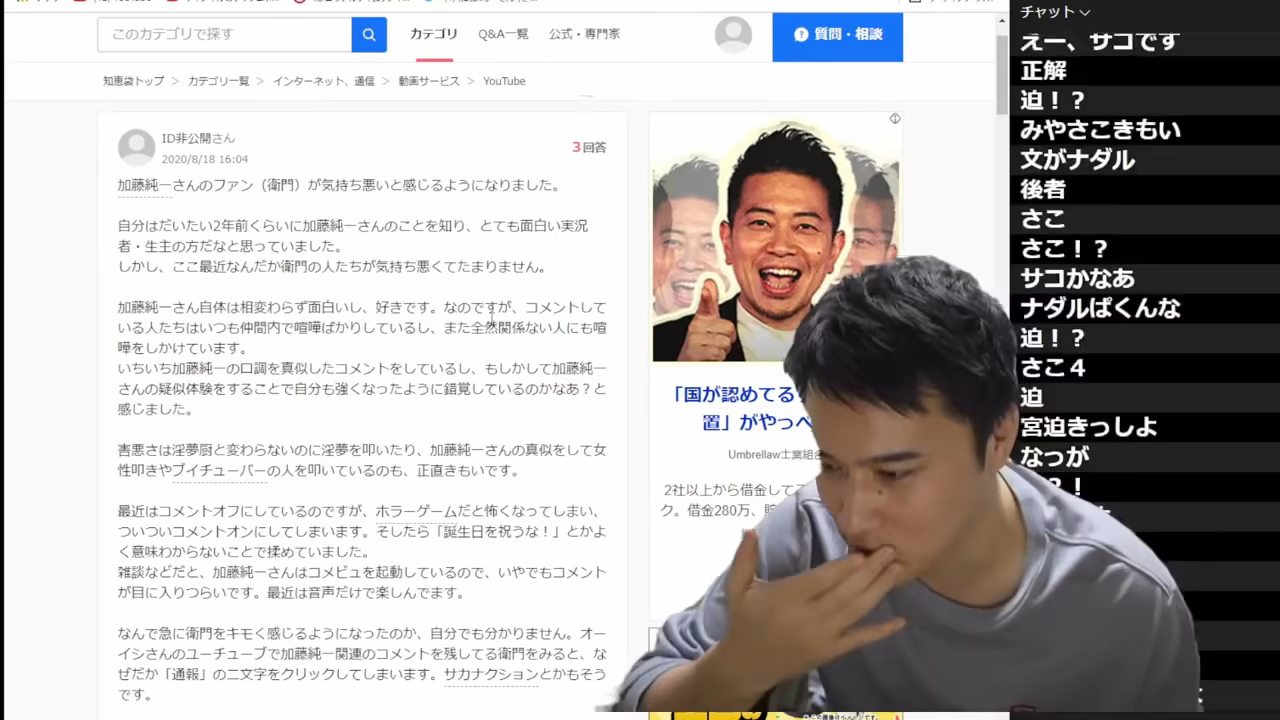 このカテゴリで探す
カテゴリ
Q&A一覧
公式・専門家
質問・相談
知恵袋トップ > カテゴリ一覧 > インターネット、通信 > 動画サービス > YouTube
ID非公開さん
2020/8/18 16:04
3回答
加藤純一さんのファン（衛門）が気持ち悪いと感じるようになりました。
自分はだいたい2年前くらいに加藤純一さんのことを知り、とても面白い実況
者・生主の方だなと思っていました。
しかし、ここ最近なんだか衛門の人たちが気持ち悪くてたまりません。
加藤純一さん自体は相変わらず面白いし、好きです。なのですが、コメントして
いる人たちはいつも仲間内で喧嘩ばかりしているし、また全然関係ない人にも喧
嘩をしかけています。
いちいち加藤純一の口調を真似したコメントをしているし、もしかして加藤純一
さんの疑似体験をすることで自分も強くなったように錯覚しているのかなあ？と
感じました。
害悪さは淫夢厨と変わらないのに淫夢を叩いたり、加藤純一さんの真似をして女
性叩きやブイチューバーの人を叩いているのも、正直きもいです。
最近はコメントオフにしているのですが、ホラーゲームだと怖くなってしまい、
ついついコメントオンにしてしまいます。そしたら「誕生日を祝うな！」とかよ
く意味わからないことで揉めていました。
雑談などだと、加藤純一さんはコメビュを起動しているので、いやでもコメント
が目に入りつらいです。最近は音声だけで楽しんでます。
なんで急に衛門をキモく感じるようになったのか、自分でも分かりません。オー
イシさんのユーチューブで加藤純一関連のコメントを残してる衛門をみると、な
ぜだか「通報」の二文字をクリックしてしまいます。サカナクションとかもそう
です。
「国が認めてる
置」がやっべ
Umbrellaw士業組合
2社以上から借金して
ク。借金280万、
チャット
えー、サコです
正解
迫！？
みやさこきもい
文がナダル
後者
さこ
さこ！？
サコかなあ
ナダルぱくんな
迫！？
さこ４
迫
宮迫きっしよ
なっが